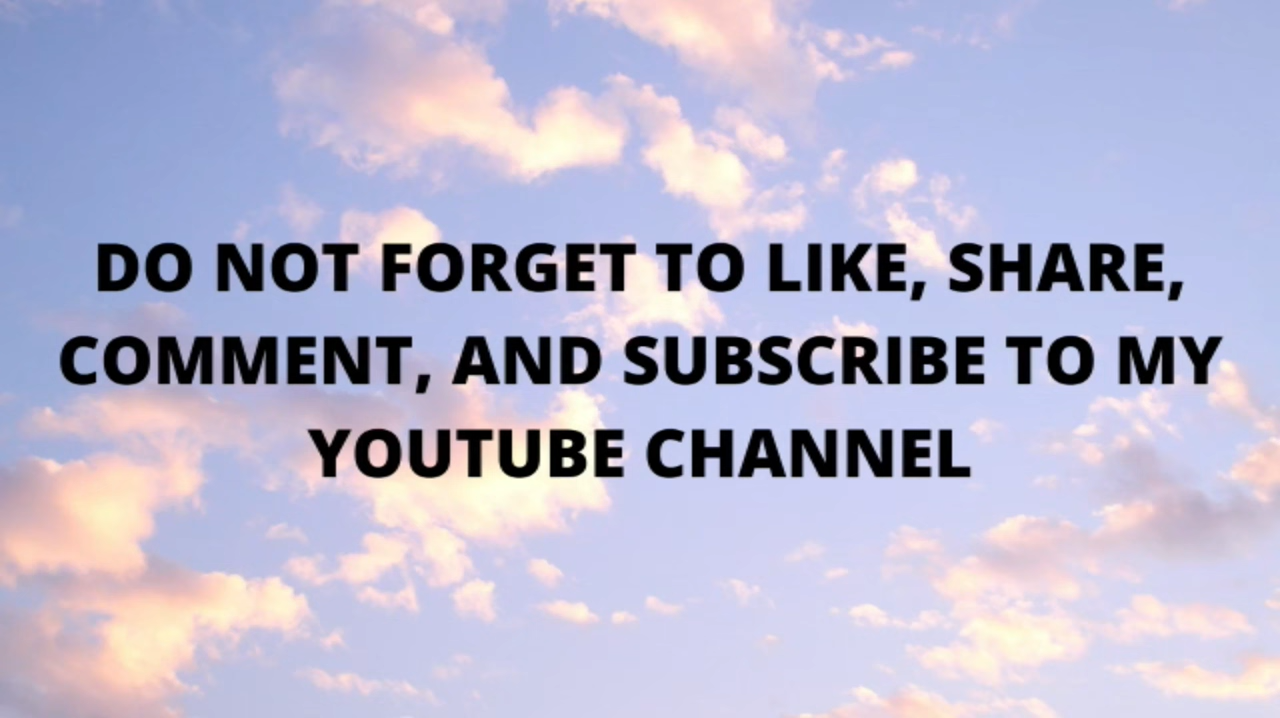 DO NOT FORGET TO LIKE, SHARE,
COMMENT, AND SUBSCRIBE TO MY
YOUTUBE CHANNEL